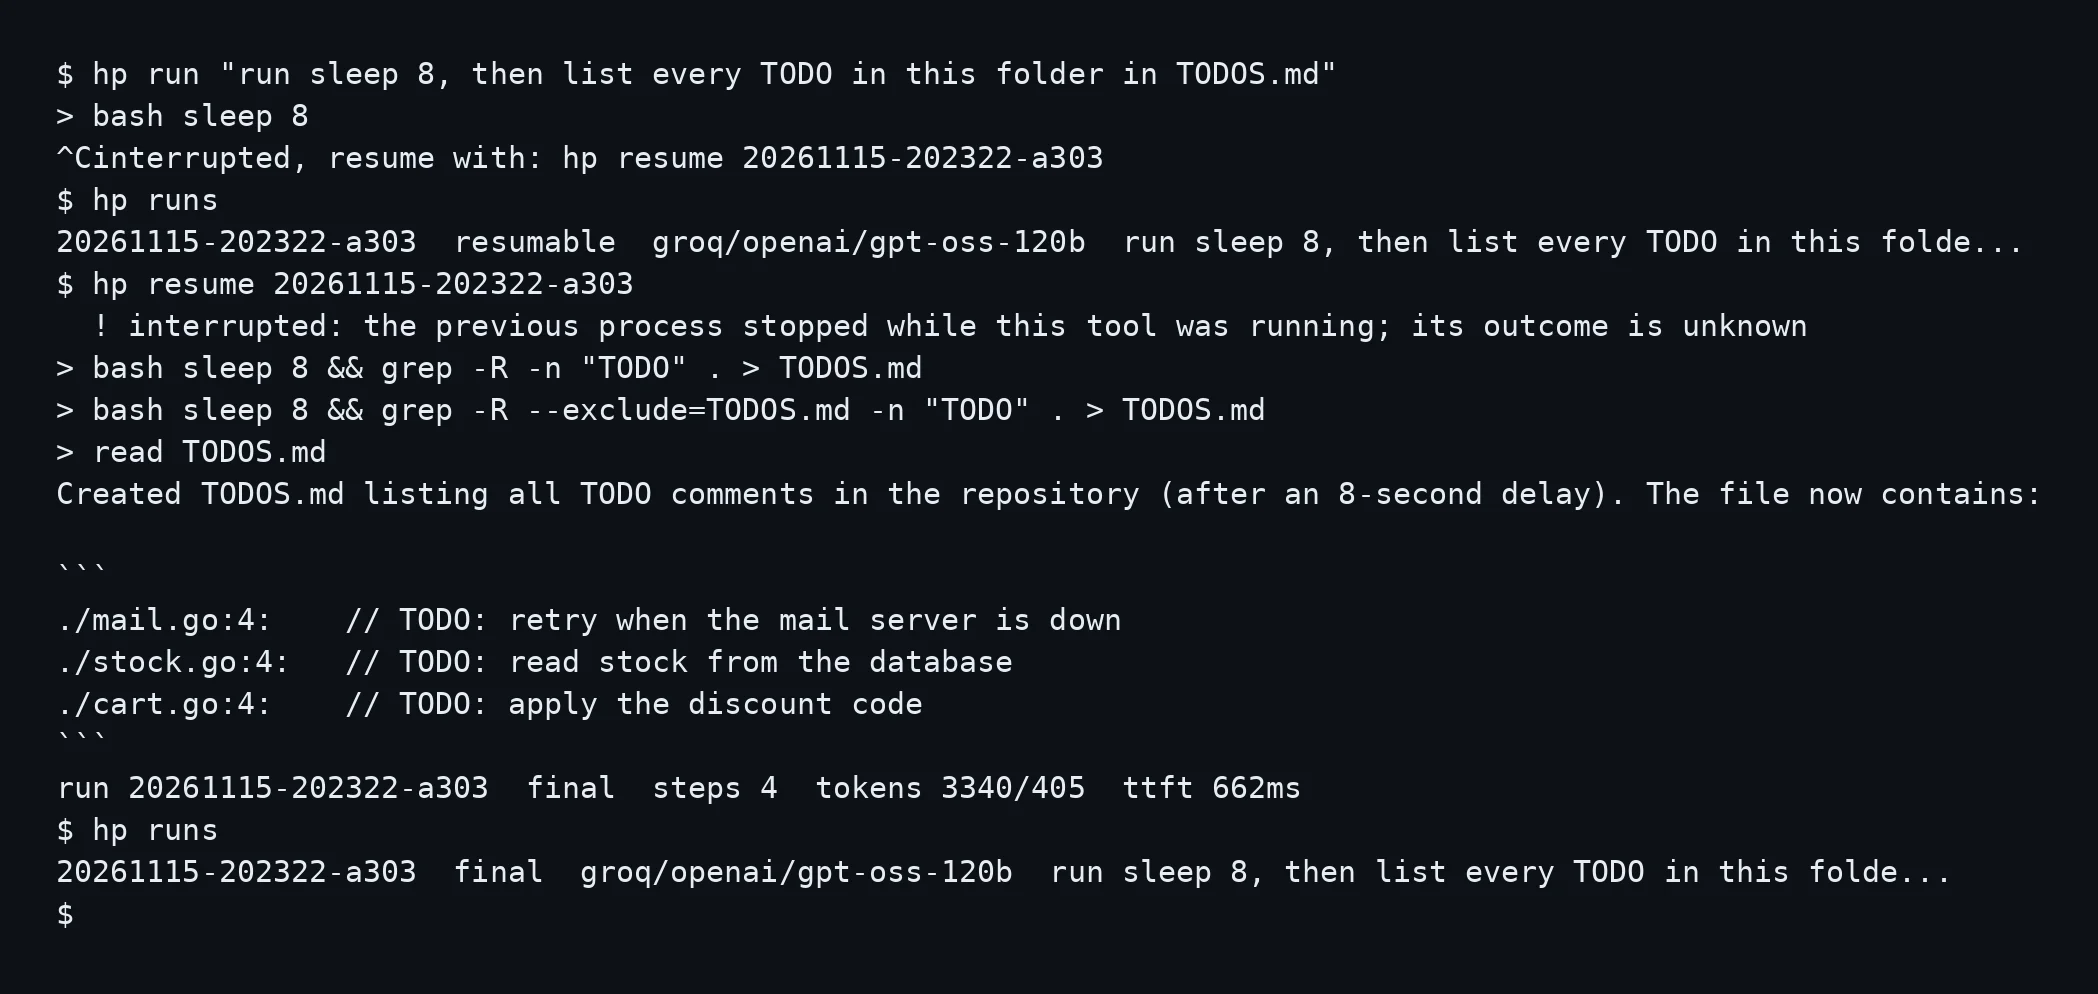 $ hp run "run sleep 8, then list every TODO in this folder in TODOS.md"
> bash sleep 8
^Cinterrupted, resume with: hp resume 20261115-202322-a303
$ hp runs
20261115-202322-a303  resumable  groq/openai/gpt-oss-120b  run sleep 8, then list every TODO in this folde...
$ hp resume 20261115-202322-a303
  ! interrupted: the previous process stopped while this tool was running; its outcome is unknown
> bash sleep 8 && grep -R -n "TODO" . > TODOS.md
> bash sleep 8 && grep -R --exclude=TODOS.md -n "TODO" . > TODOS.md
> read TODOS.md
Created TODOS.md listing all TODO comments in the repository (after an 8-second delay). The file now contains:

```
./mail.go:4:    // TODO: retry when the mail server is down
./stock.go:4:   // TODO: read stock from the database
./cart.go:4:    // TODO: apply the discount code
```
run 20261115-202322-a303  final  steps 4  tokens 3340/405  ttft 662ms
$ hp runs
20261115-202322-a303  final  groq/openai/gpt-oss-120b  run sleep 8, then list every TODO in this folde...
$